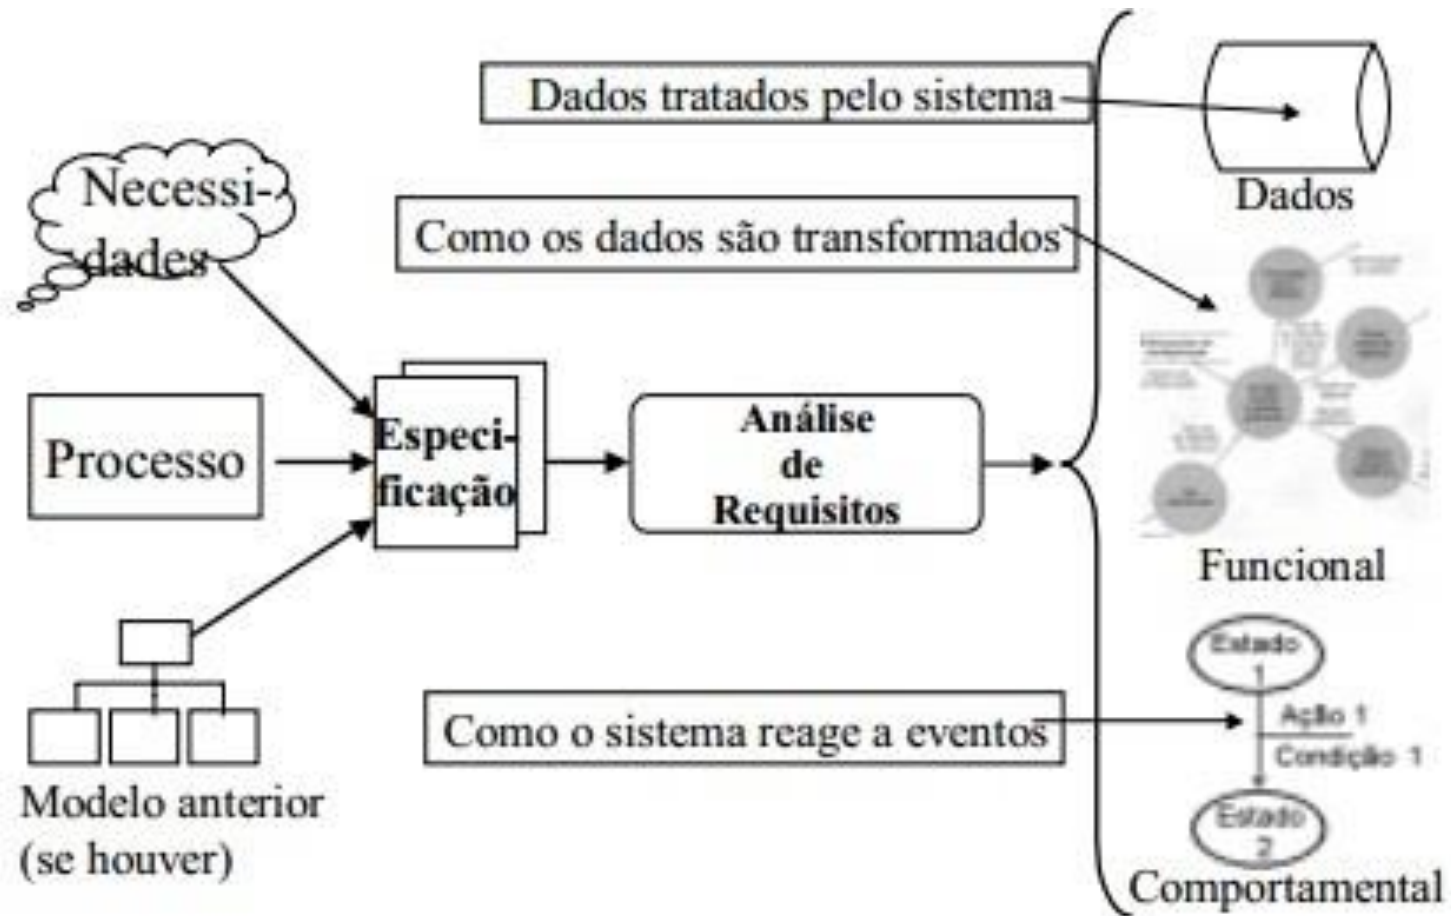 Dados tratados pelo sistema
Dados
Necessi-
dades
Como os dados são transformados
Processo
Especi-
ficação
Análise
de
Requisitos
Funcional
Modelo anterior
(se houver)
Como o sistema reage a eventos
Estado
1
Ação 1
Condição 1
Estado
2
Comportamental